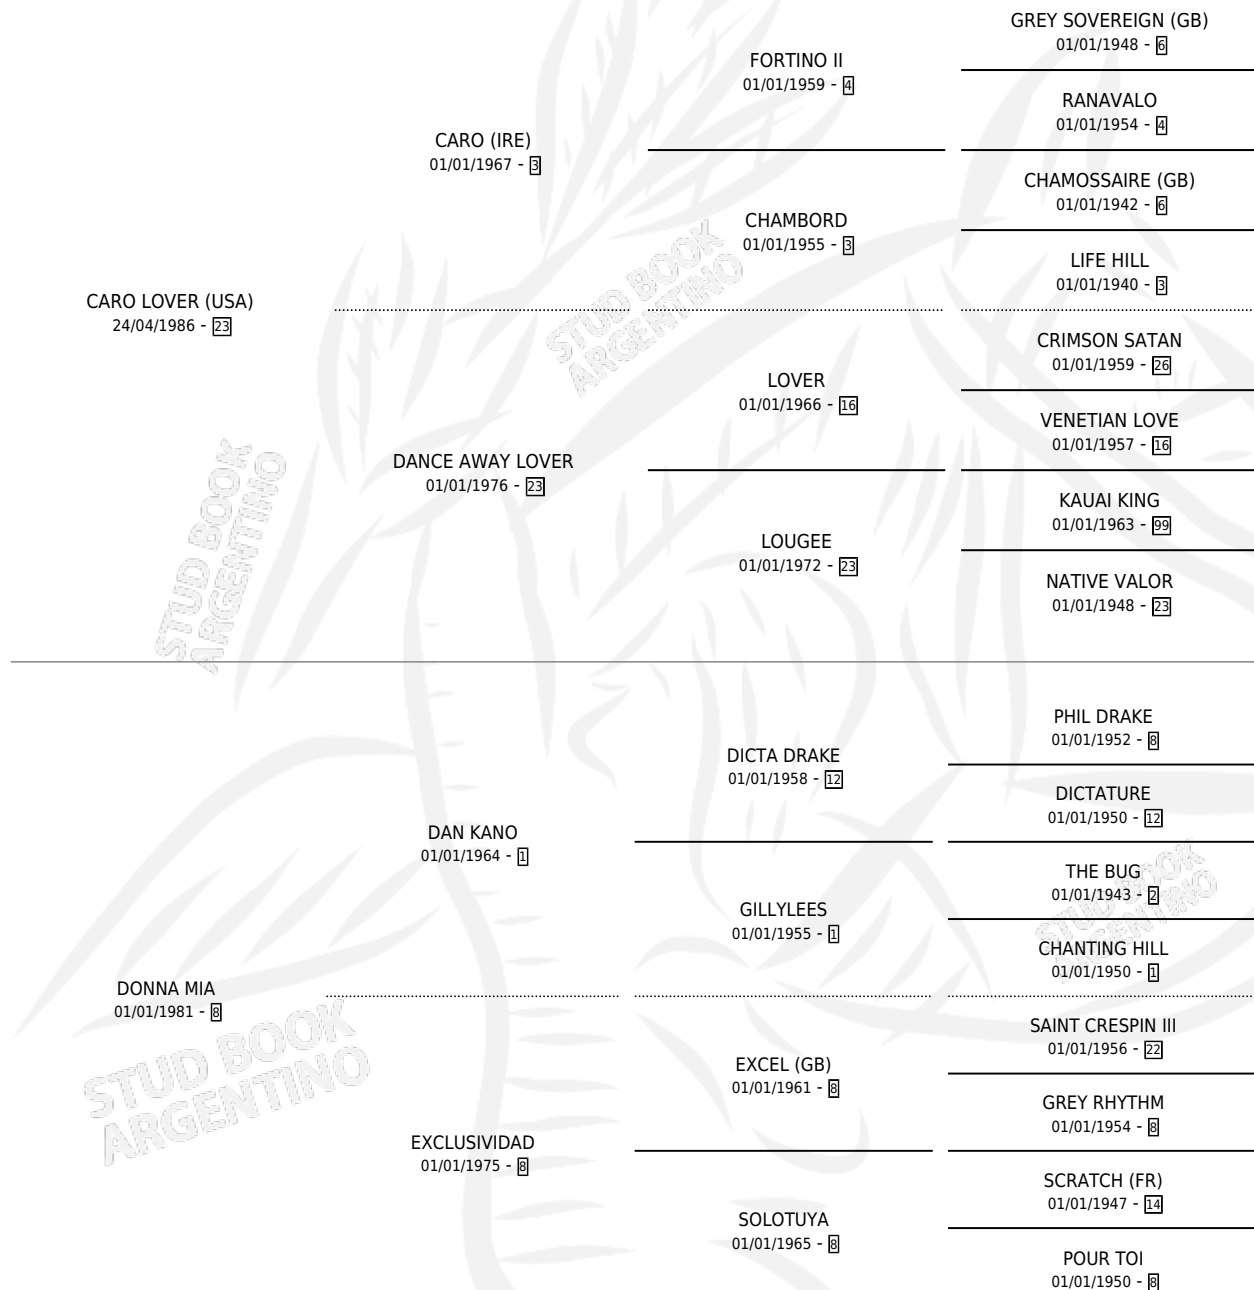 GREY SOVEREIGN (GB)
01/01/1948 - 6
FORTINO II
01/01/1959 - 4
RANAVALO
01/01/1954 - 4
CARO (IRE)
01/01/1967 - 3
CHAMOSSAIRE (GB)
01/01/1942 - 6
CHAMBORD
01/01/1955 - 3
LIFE HILL
01/01/1940 - 3
CARO LOVER (USA)
24/04/1986 - 23
CRIMSON SATAN
01/01/1959 - 26
LOVER
01/01/1966 - 16
VENETIAN LOVE
01/01/1957 - 16
DANCE AWAY LOVER
01/01/1976 - 23
KAUAI KING
01/01/1963 - 99
LOUGEE
01/01/1972 - 23
NATIVE VALOR
01/01/1948 - 23
PHIL DRAKE
01/01/1952 - 8
DICTA DRAKE
01/01/1958 - 12
DICTATURE
01/01/1950 - 12
DAN KANO
01/01/1964 - 1
THE BUG
01/01/1943 - 2
GILLYLEES
01/01/1955 - 1
CHANTING HILL
01/01/1950 - 1
DONNA MIA
01/01/1981 - 8
SAINT CRESPIN III
01/01/1956 - 22
EXCEL (GB)
01/01/1961 - 8
GREY RHYTHM
01/01/1954 - 8
EXCLUSIVIDAD
01/01/1975 - 8
SCRATCH (FR)
01/01/1947 - 14
SOLOTUYA
01/01/1965 - 8
POUR TOI
01/01/1950 - 8
STUD BOOK
ARGENTINO
STUD BOOK
ARGENTINO
STUD BOOK
ARGENTINO
STUD BOOK
ARGENTINO